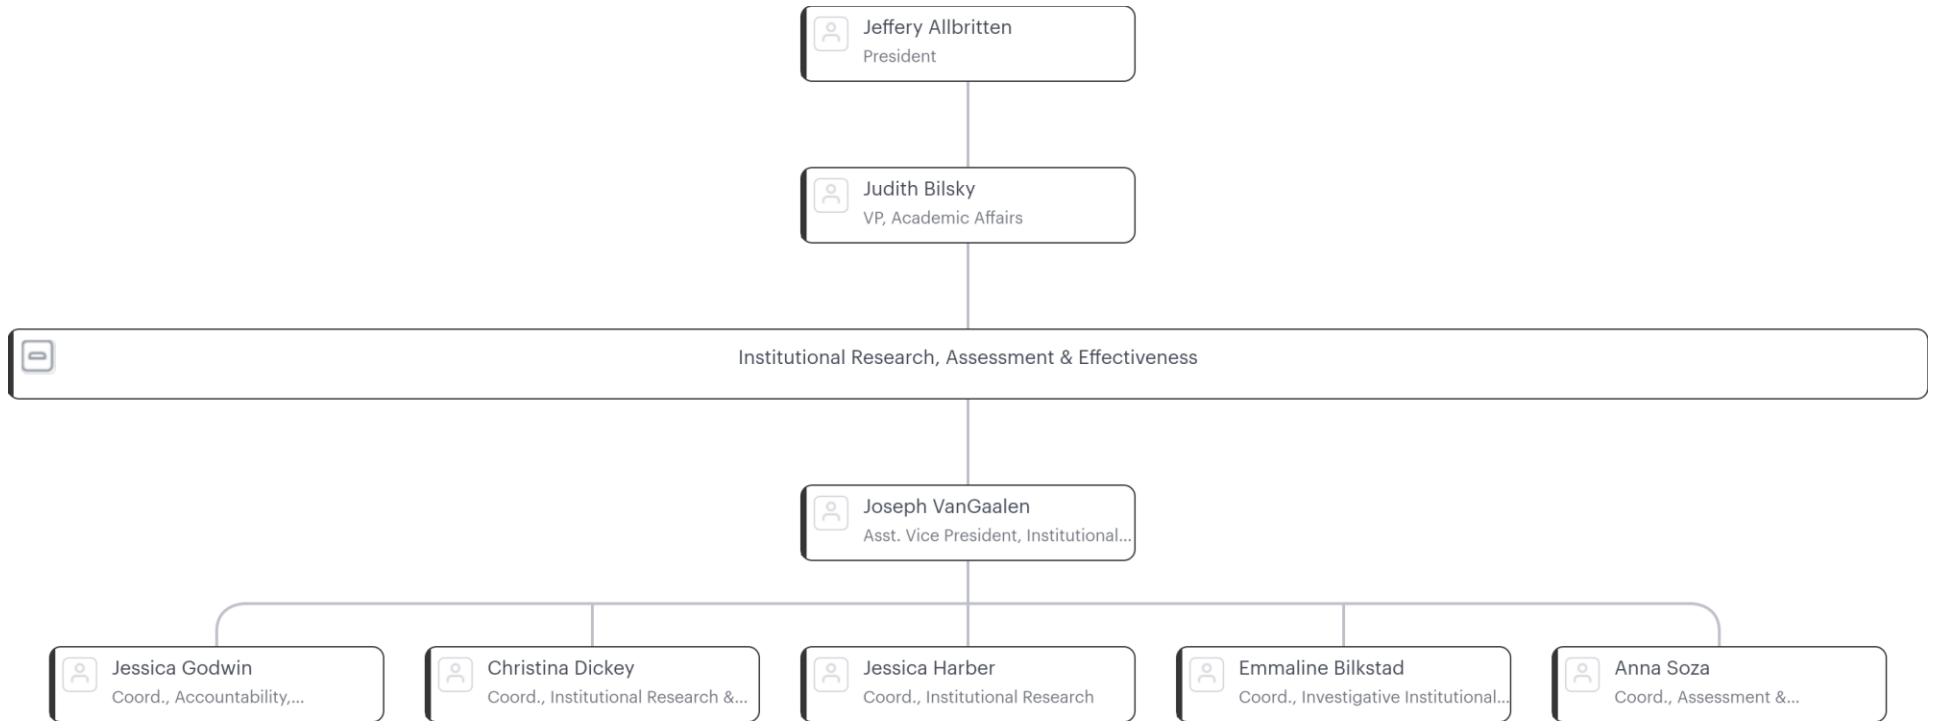 Jeffery Allbritten
President
Judith Bilsky
VP, Academic Affairs
Institutional Research, Assessment & Effectiveness
Joseph VanGaalen
Asst. Vice President, Institutional...
Jessica Godwin
Coord., Accountability,...
Christina Dickey
Coord., Institutional Research &...
Jessica Harber
Coord., Institutional Research
Emmaline Bilkstad
Coord., Investigative Institutional...
Anna Soza
Coord., Assessment &...